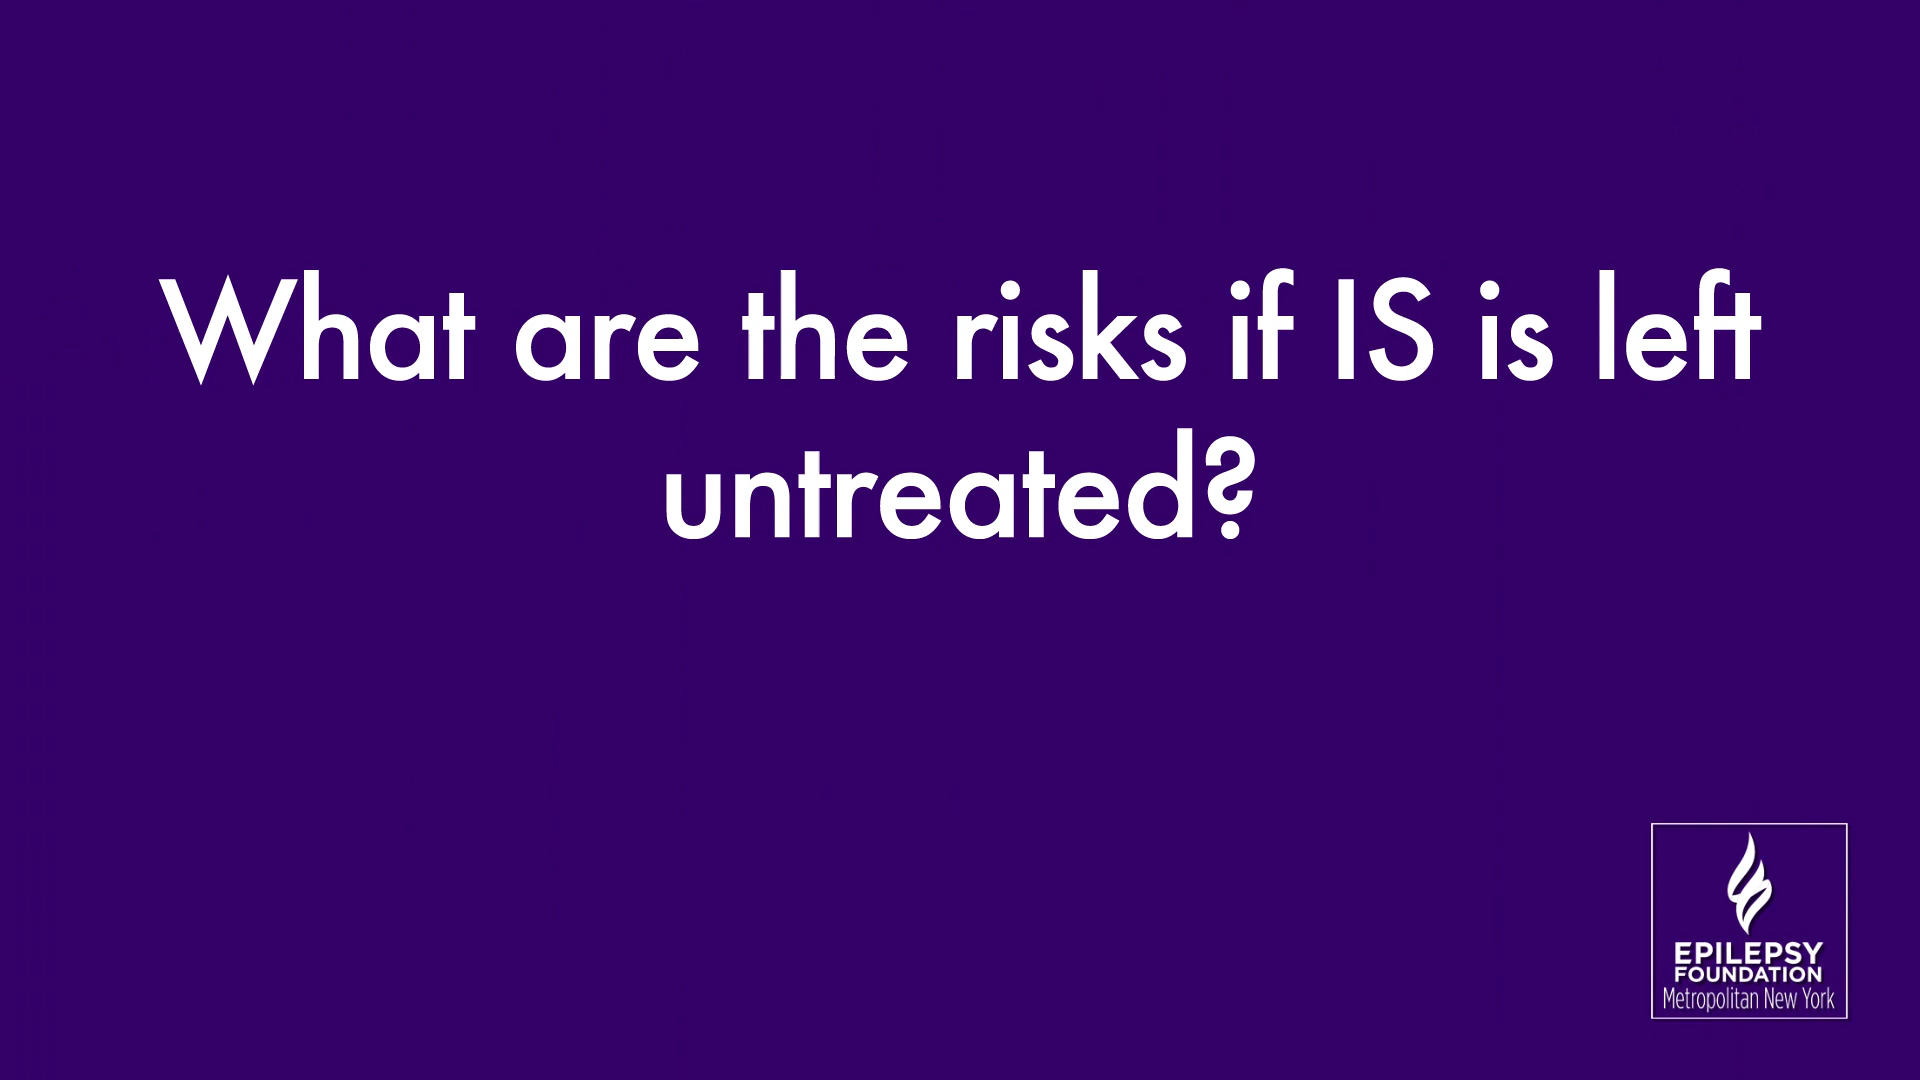 What are the risks if IS is left
untreated?
EPILEPSY
FOUNDATION
Metropolitan New York